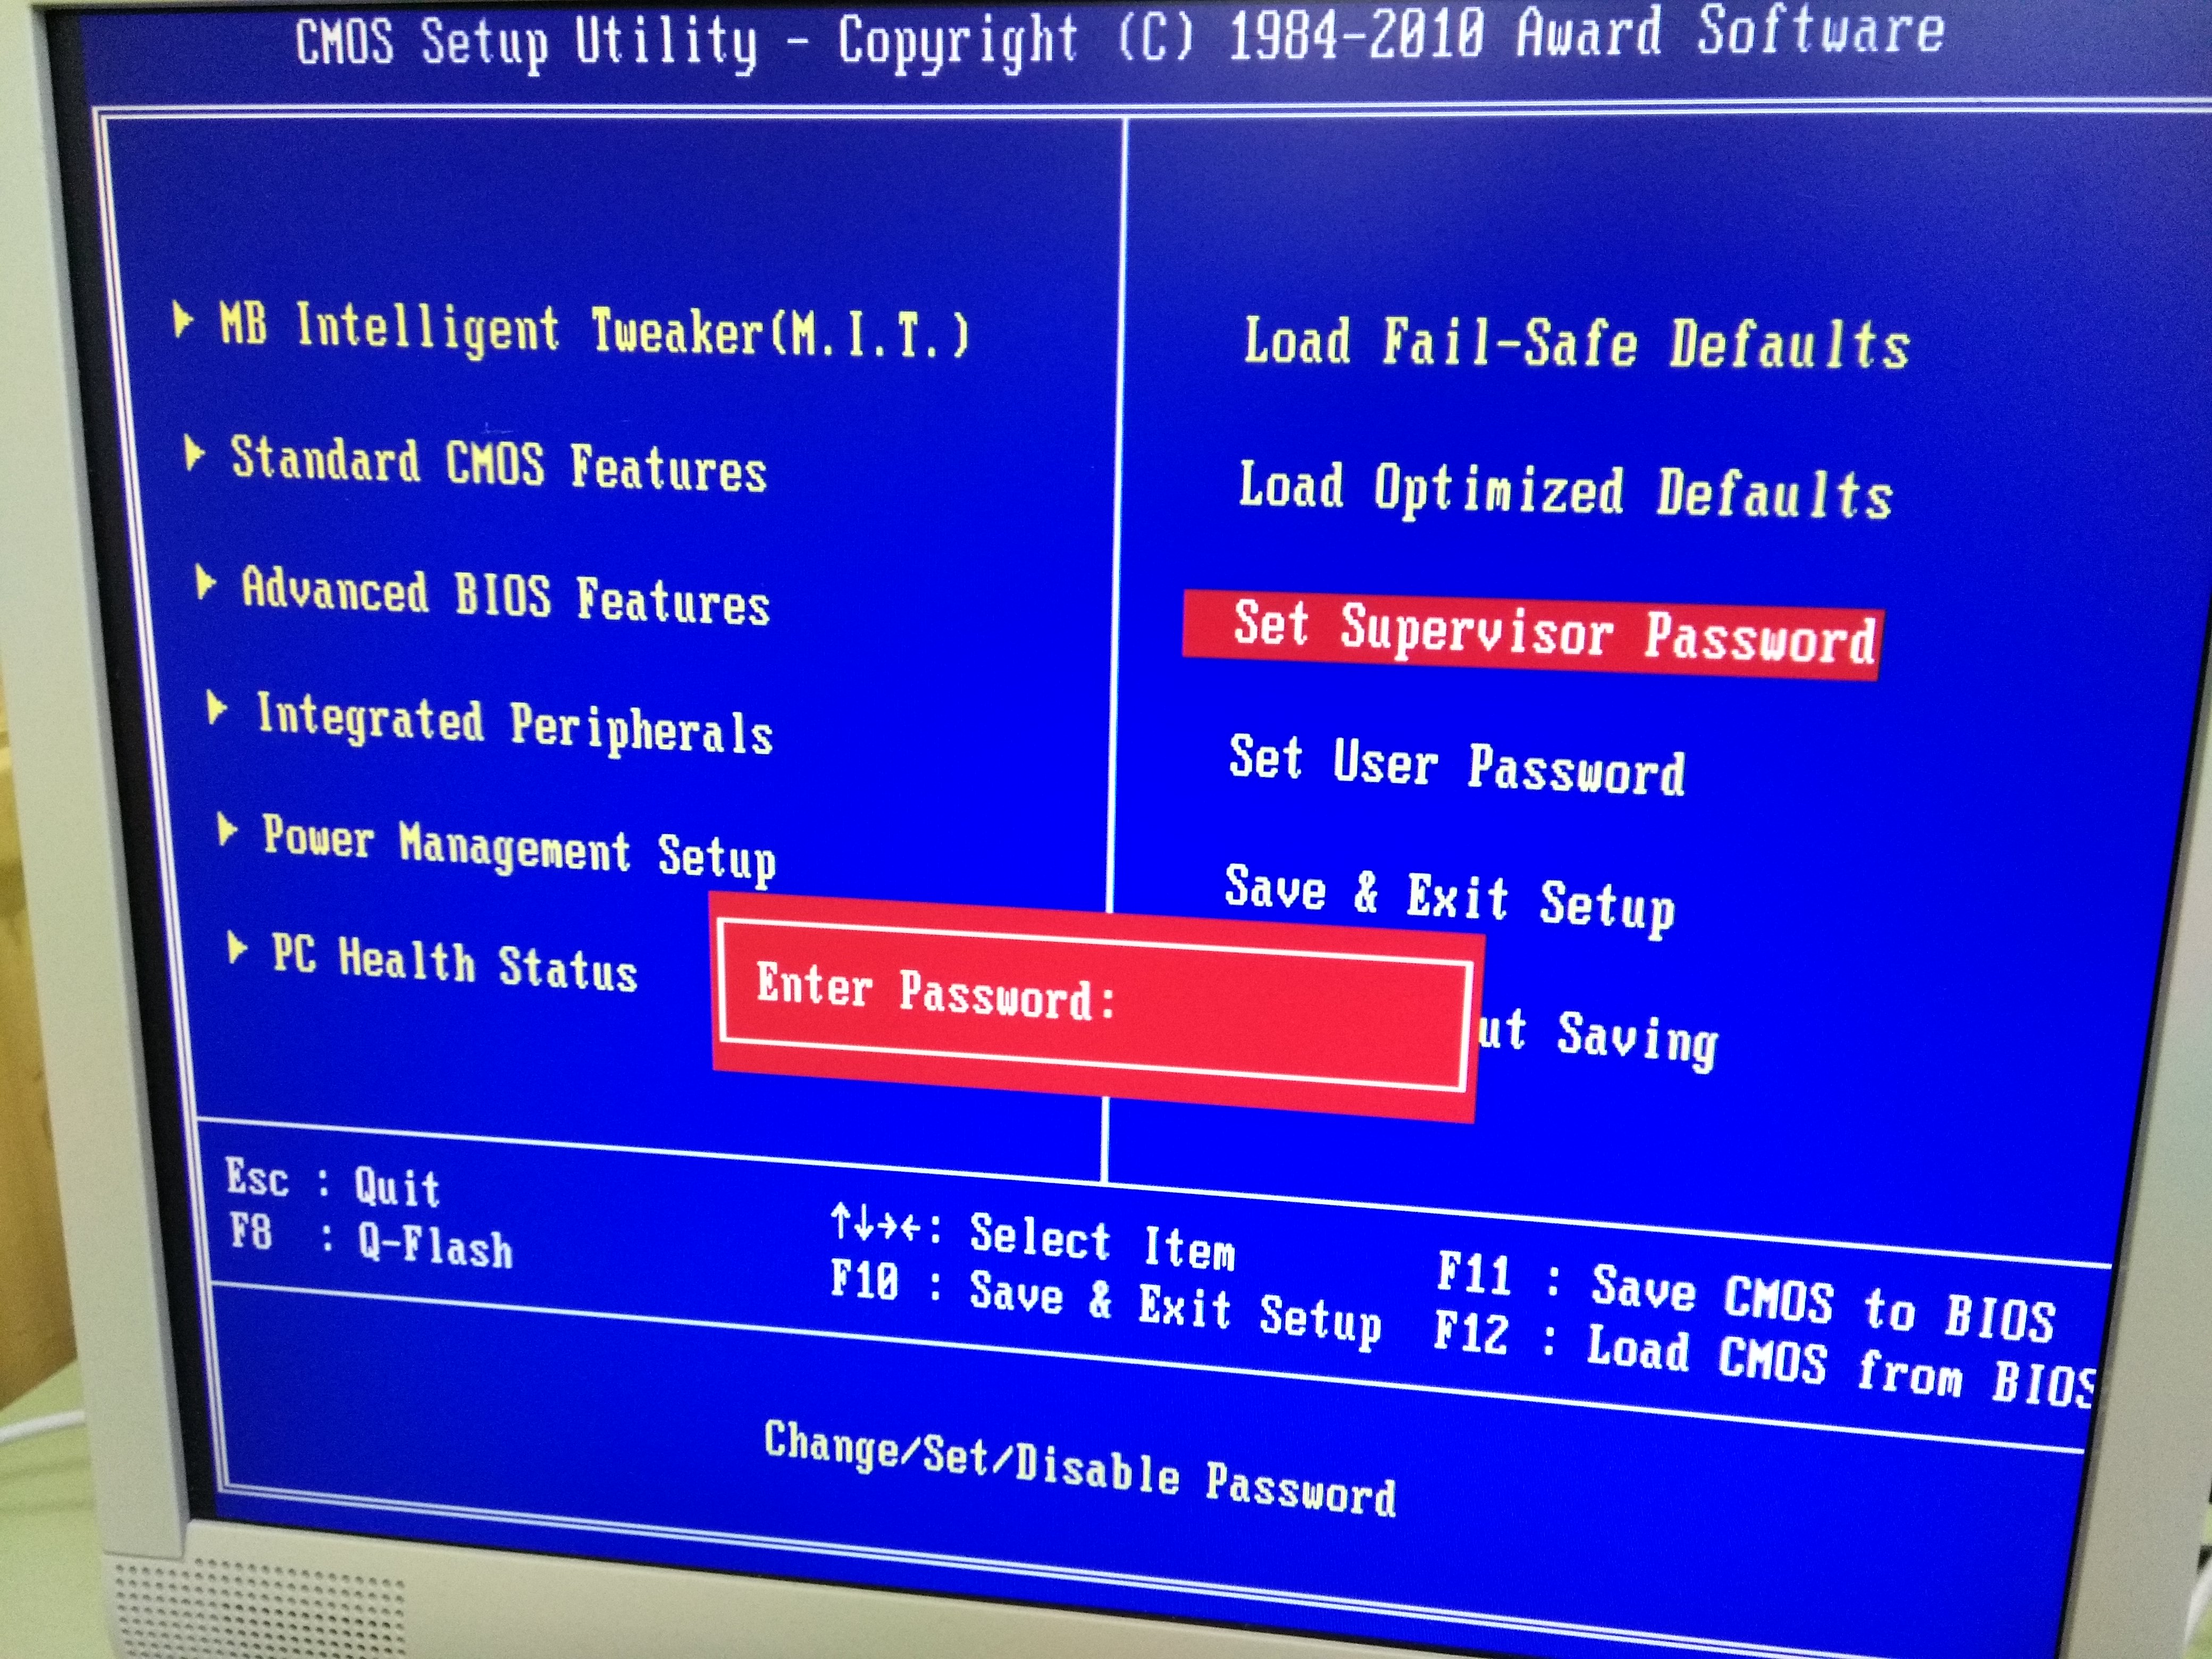 CMOS Setup Utility - Copyright (C) 1984-2010 Award Software
MB Intelligent Tweaker(M.I.T.)
Standard CMOS Features
Advanced BIOS Features
Integrated Peripherals
Power Management Setup
PC Health Status
Load Fail-Safe Defaults
Load Optimized Defaults
Set Supervisor Password
Set User Password
Save & Exit Setup
ut Saving
Enter Password:
Esc : Quit
F8 : Q-Flash
↑↓→←: Select Item
F10 : Save & Exit Setup
F11 : Save CMOS to BIOS
F12 : Load CMOS from BIOS
Change/Set/Disable Password